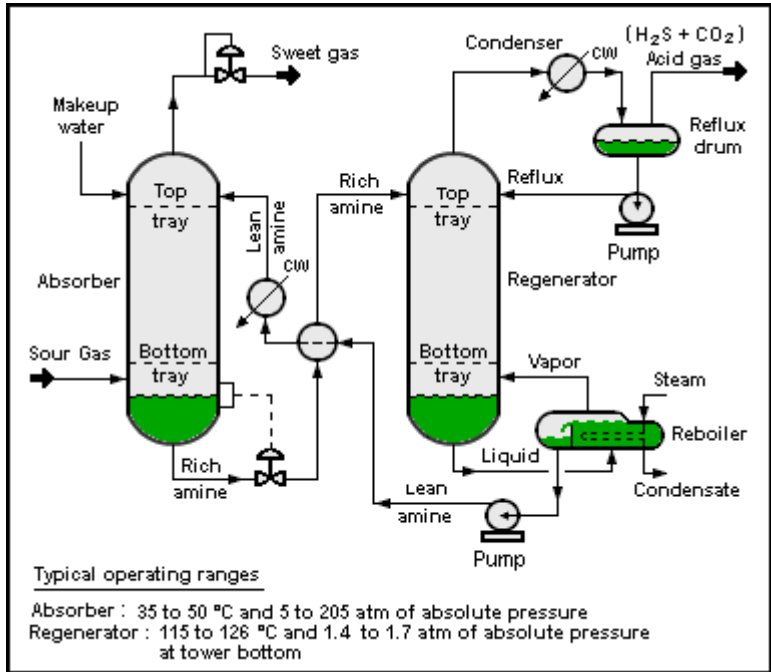 Sweet gas
Makeup
water
Condenser
CW
(H₂S + CO₂)
Acid gas
Reflux
drum
Top
tray
Lean
amine
Rich
amine
Top
tray
Reflux
Pump
Absorber
CW
Regenerator
Sour Gas
Bottom
tray
Bottom
tray
Vapor
Steam
Reboiler
Rich
amine
Liquid
Condensate
Lean
amine
Pump
Typical operating ranges
Absorber : 35 to 50 °C and 5 to 205 atm of absolute pressure
Regenerator : 115 to 126 °C and 1.4 to 1.7 atm of absolute pressure
at tower bottom